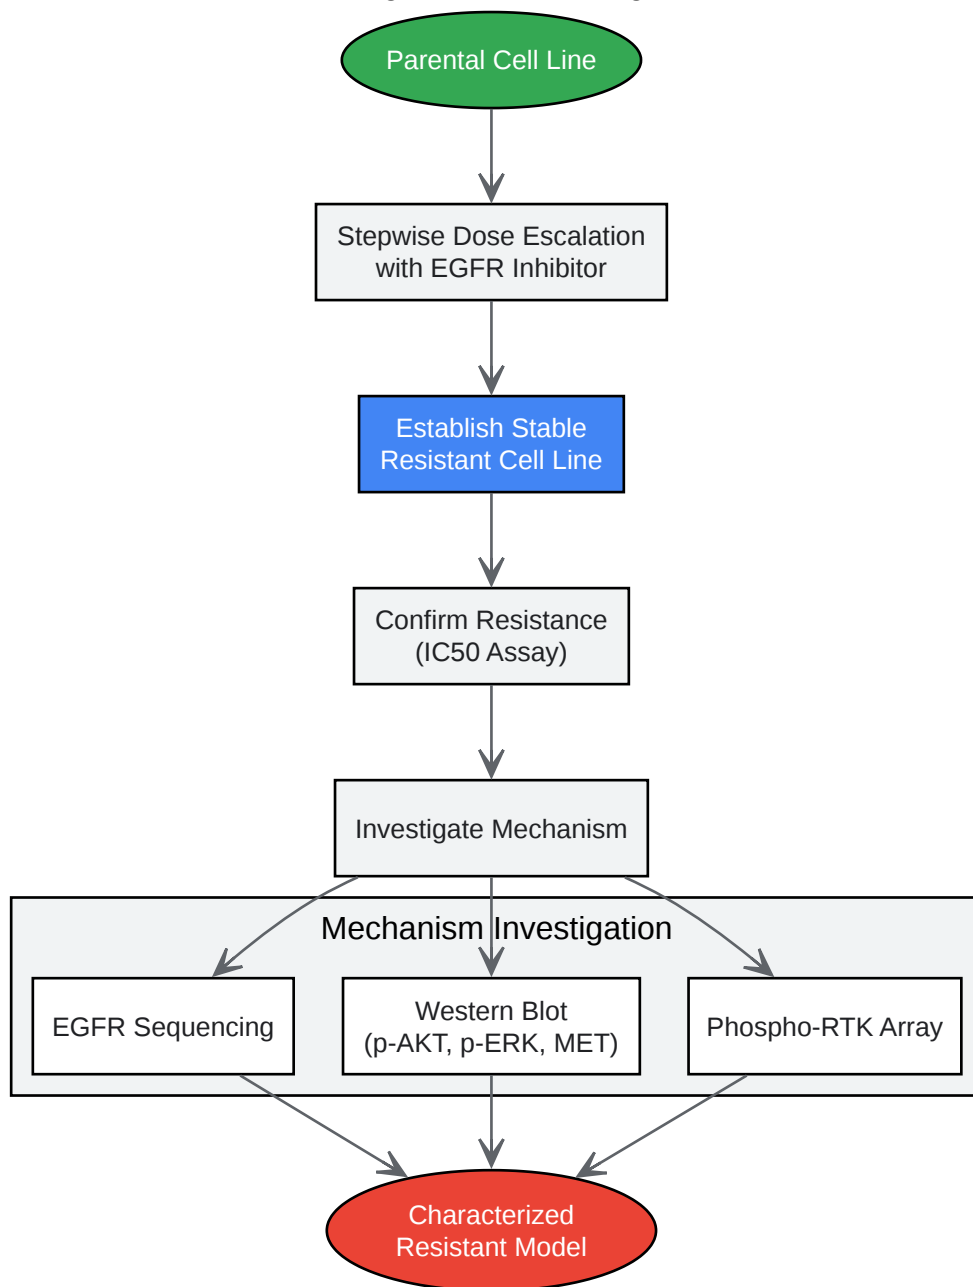 Parental Cell Line
Stepwise Dose Escalation
with EGFR Inhibitor
Establish Stable
Resistant Cell Line
Confirm Resistance
(IC50 Assay)
Investigate Mechanism
Mechanism Investigation
EGFR Sequencing
Western Blot
(p-AKT, p-ERK, MET)
Phospho-RTK Array
Characterized
Resistant Model